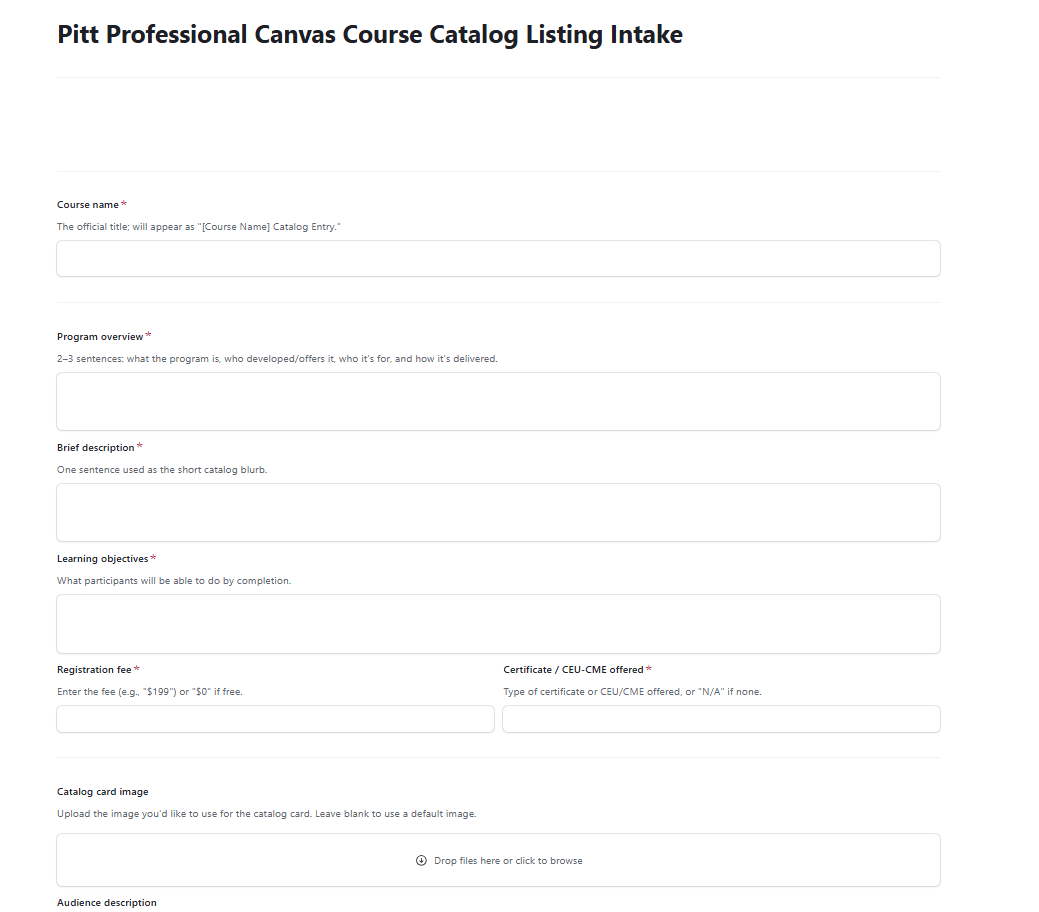 Pitt Professional Canvas Course Catalog Listing Intake
Course name *
The official title; will appear as "[Course Name] Catalog Entry."
Program overview *
2–3 sentences: what the program is, who developed/offers it, who it's for, and how it's delivered.
Brief description *
One sentence used as the short catalog blurb.
Learning objectives *
What participants will be able to do by completion.
Registration fee *
Enter the fee (e.g., "$199") or "$0" if free.
Certificate / CEU-CME offered *
Type of certificate or CEU/CME offered, or "N/A" if none.
Catalog card image
Upload the image you'd like to use for the catalog card. Leave blank to use a default image.
Drop files here or click to browse
Audience description